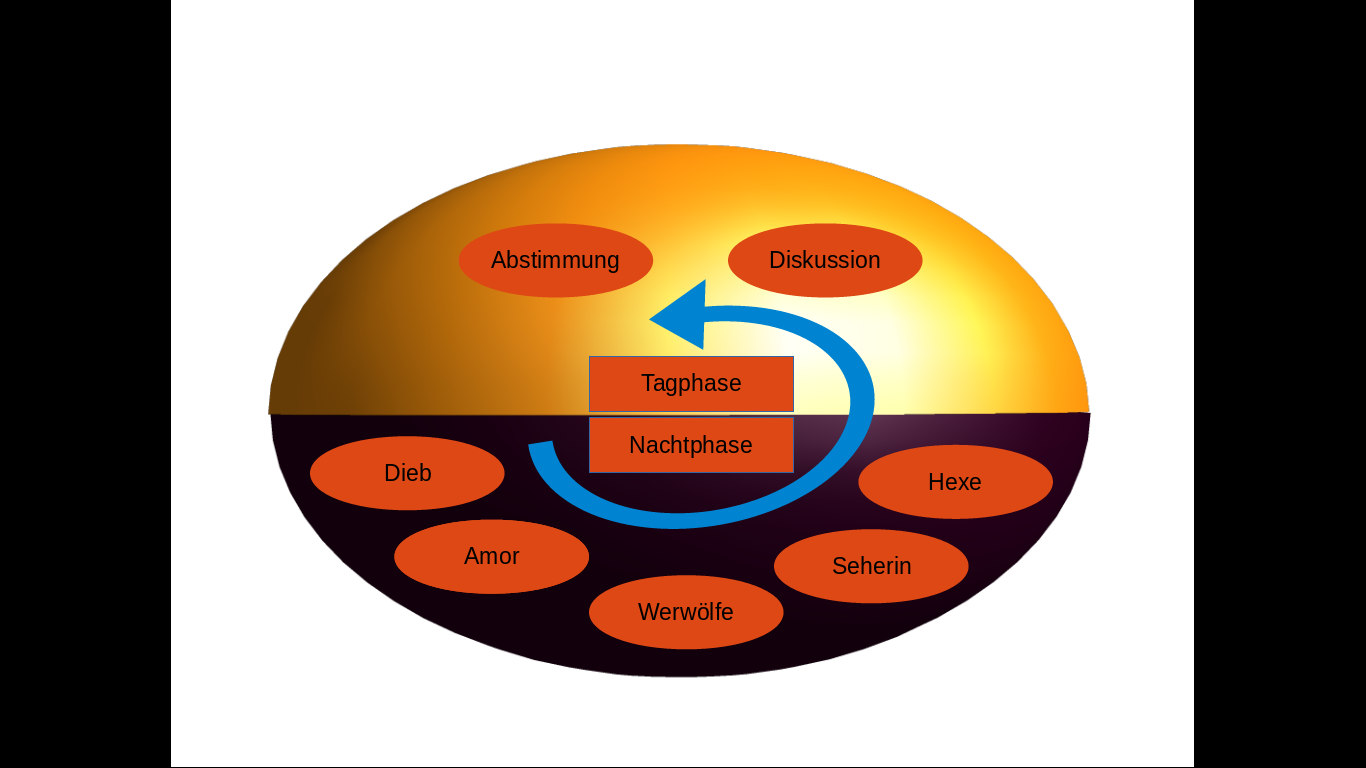 Abstimmung
Diskussion
Tagphase
Nachtphase
Dieb
Hexe
Amor
Seherin
Werwölfe